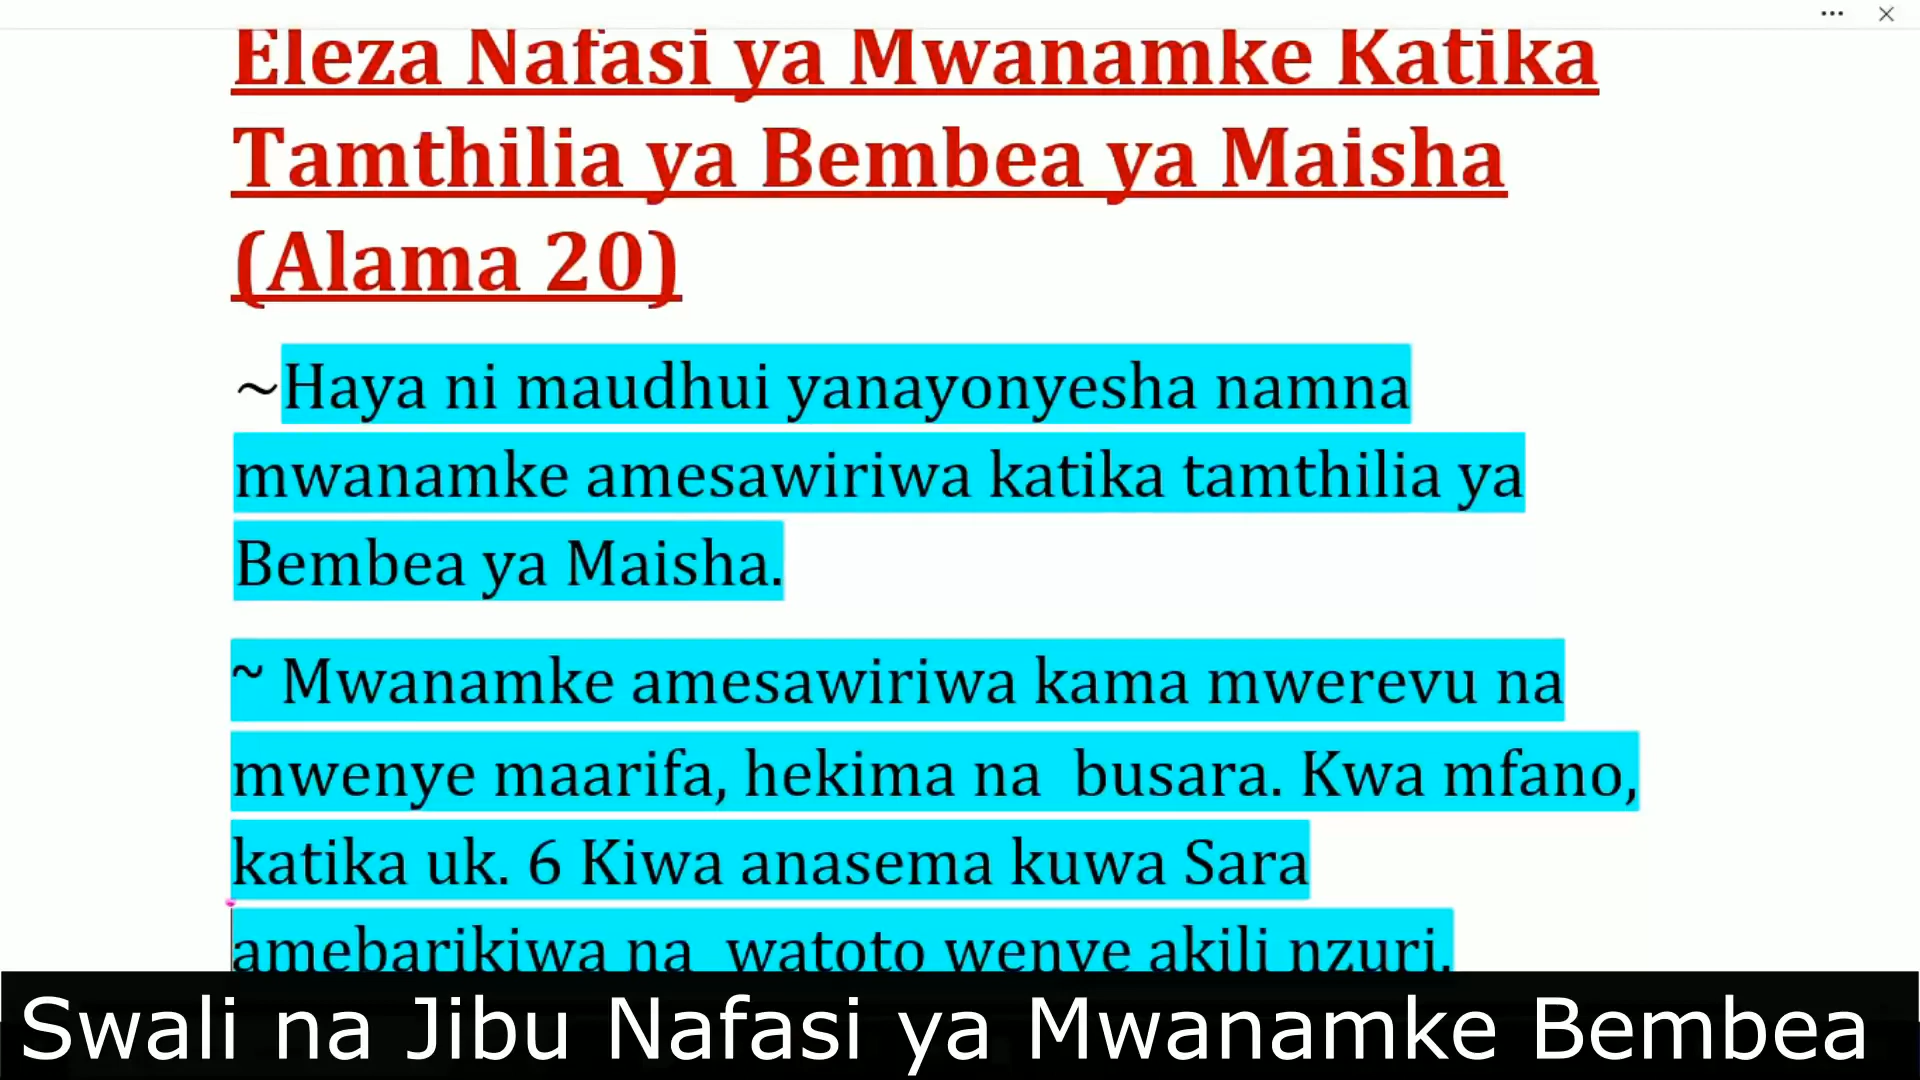 Eleza Nafasi ya Mwanamke Katika
Tamthilia ya Bembea ya Maisha
(Alama 20)
~Haya ni maudhui yanayonyesha namna
mwanamke amesawiriwa katika tamthilia ya
Bembea ya Maisha.
~ Mwanamke amesawiriwa kama mwerevu na
mwenye maarifa, hekima na busara. Kwa mfano,
katika uk. 6 Kiwa anasema kuwa Sara
amebarikiwa na watoto wenye akili nzuri.
Swali na Jibu Nafasi ya Mwanamke Bembea